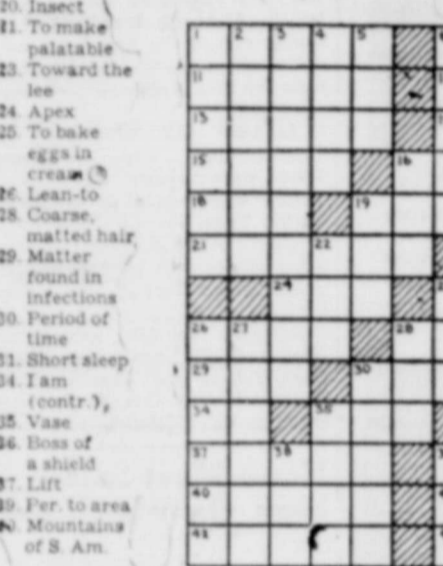 20. Insect
21. To make
palatable
23. Toward the
lee
24. Apex
25. To bake
eggs in
cream
26. Lean-to
28. Coarse,
matted hair
29. Matter
found in
infections
30. Period of
time
31. Short sleep
34. I am
(contr.),
35. Vase
36. Boss of
a shield
37. Lift
39. Per. to area
40. Mountains
of S. Am.
1 2 3 4 5
11
13
15 16
18 19
21 22
24
26 27 28
29 30
34 35
37 38
40
41